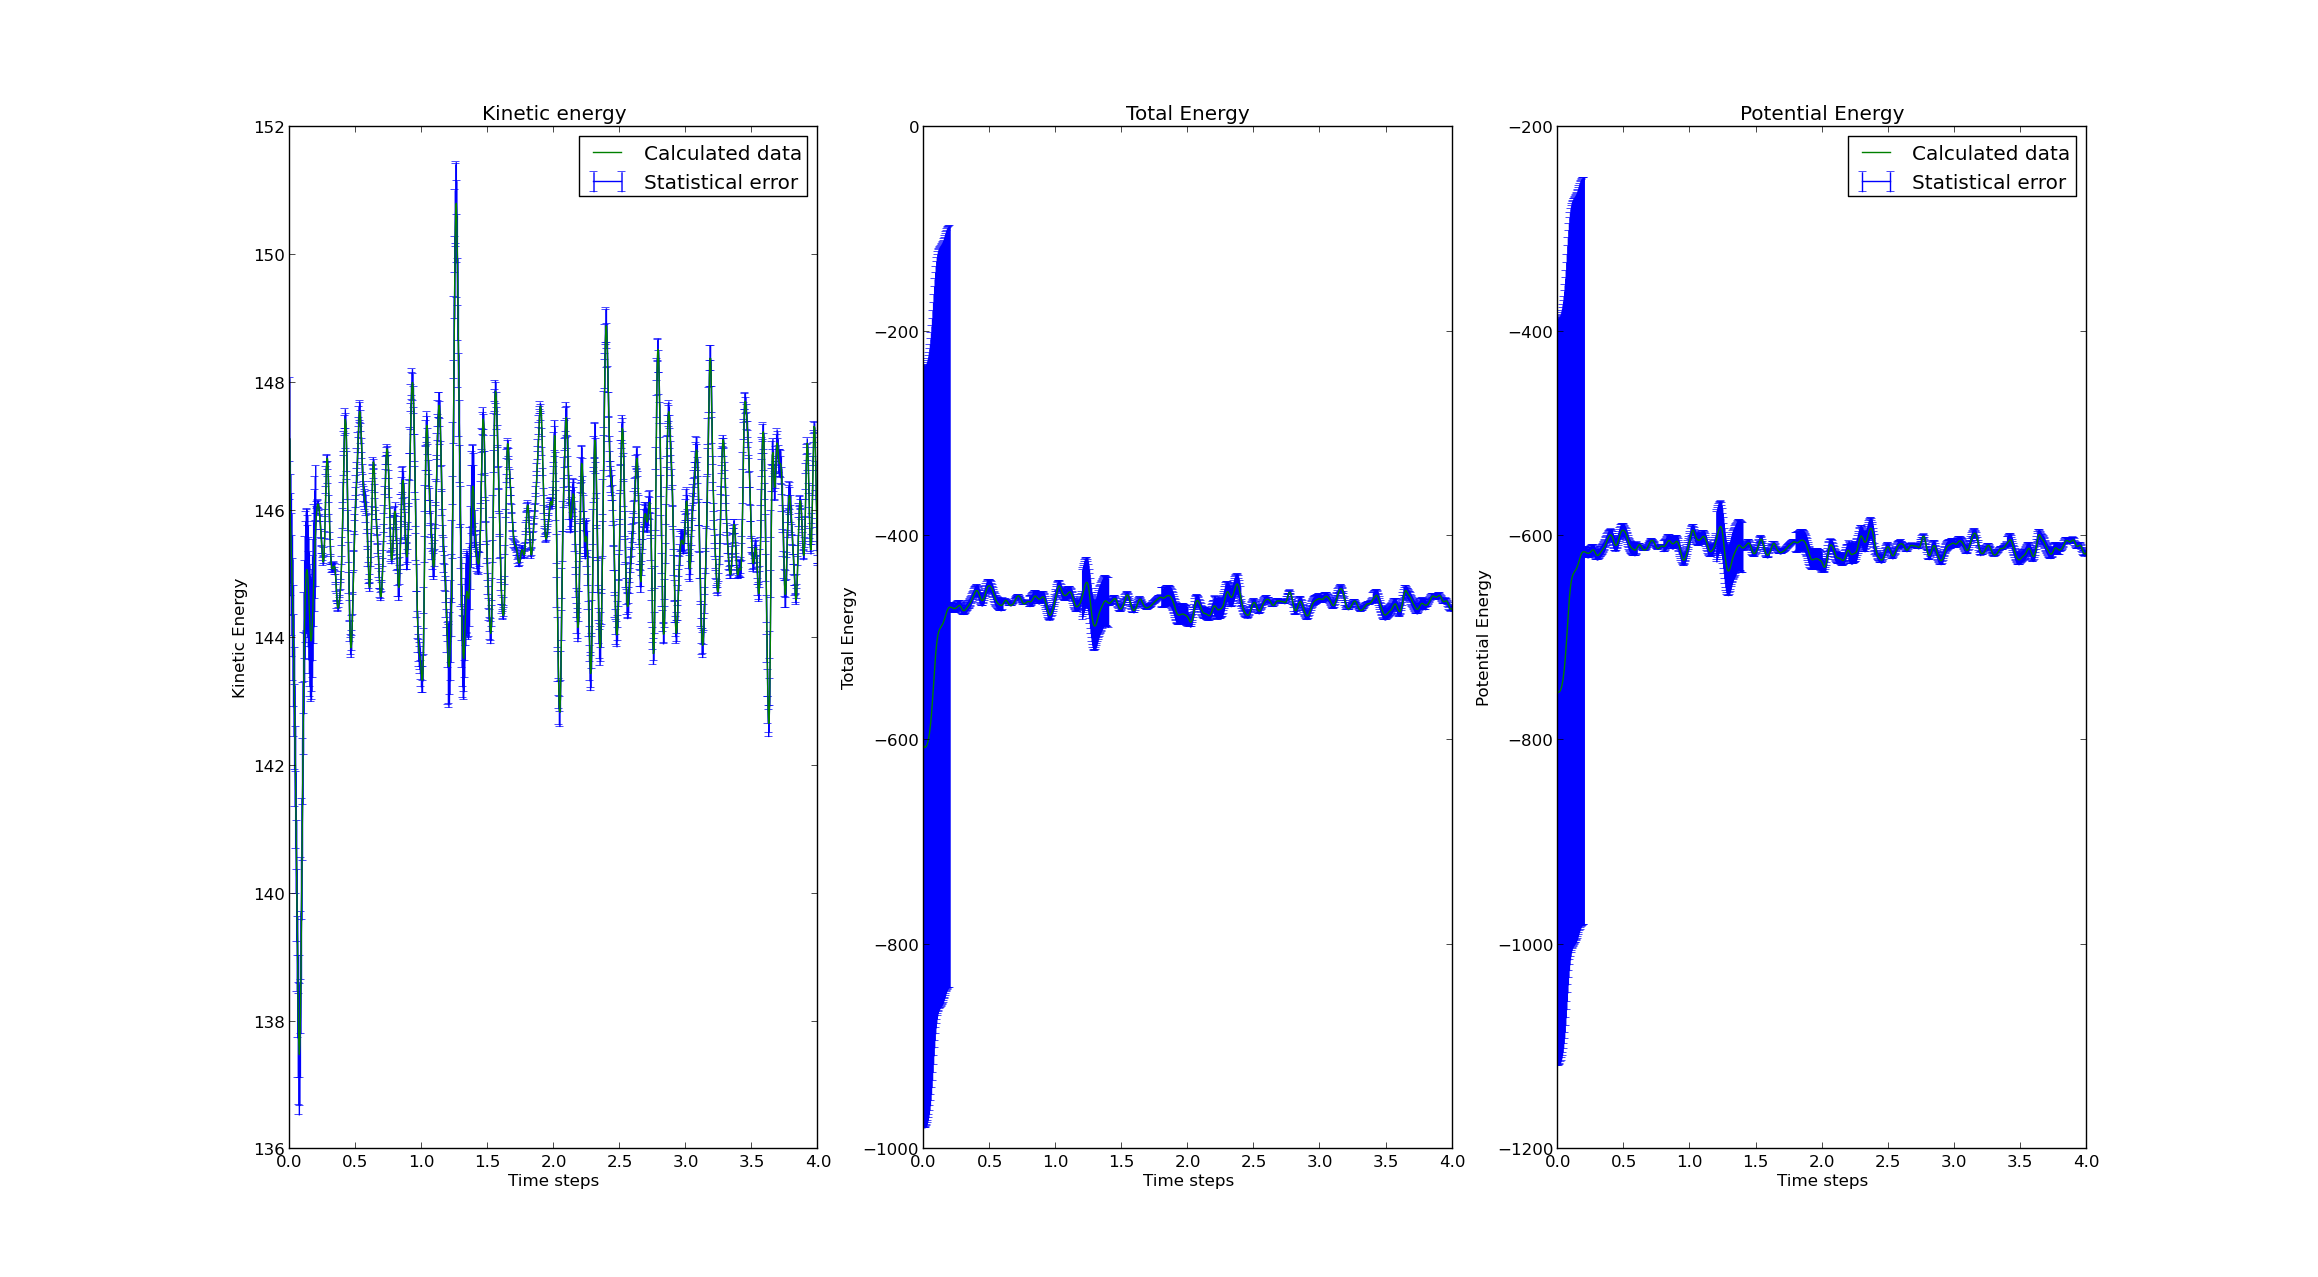 Kinetic energy
152
150
148
146
144
142
140
138
136
Kinetic Energy
Calculated data
Statistical error
0.0 0.5 1.0 1.5 2.0 2.5 3.0 3.5 4.0
Time steps
Total Energy
0
−200
−400
−600
−800
−1000
Total Energy
0.0 0.5 1.0 1.5 2.0 2.5 3.0 3.5 4.0
Time steps
Potential Energy
−200
−400
−600
−800
−1000
−1200
Potential Energy
Calculated data
Statistical error
0.0 0.5 1.0 1.5 2.0 2.5 3.0 3.5 4.0
Time steps